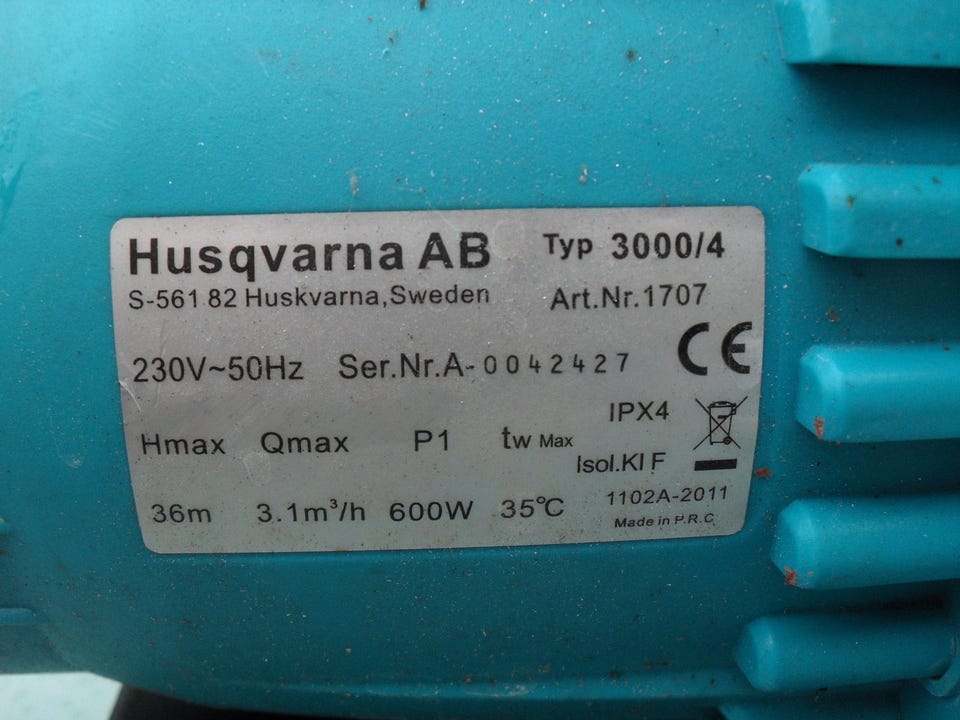 Husqvarna AB
Typ 3000/4
S-561 82 Huskvarna,Sweden
Art.Nr.1707
230V~50Hz Ser.Nr.A-0042427
CE
Hmax Qmax P1 tw Max
IPX4
Isol.Kl F
36m 3.1m³/h 600W 35℃
1102A-2011
Made in P.R.C